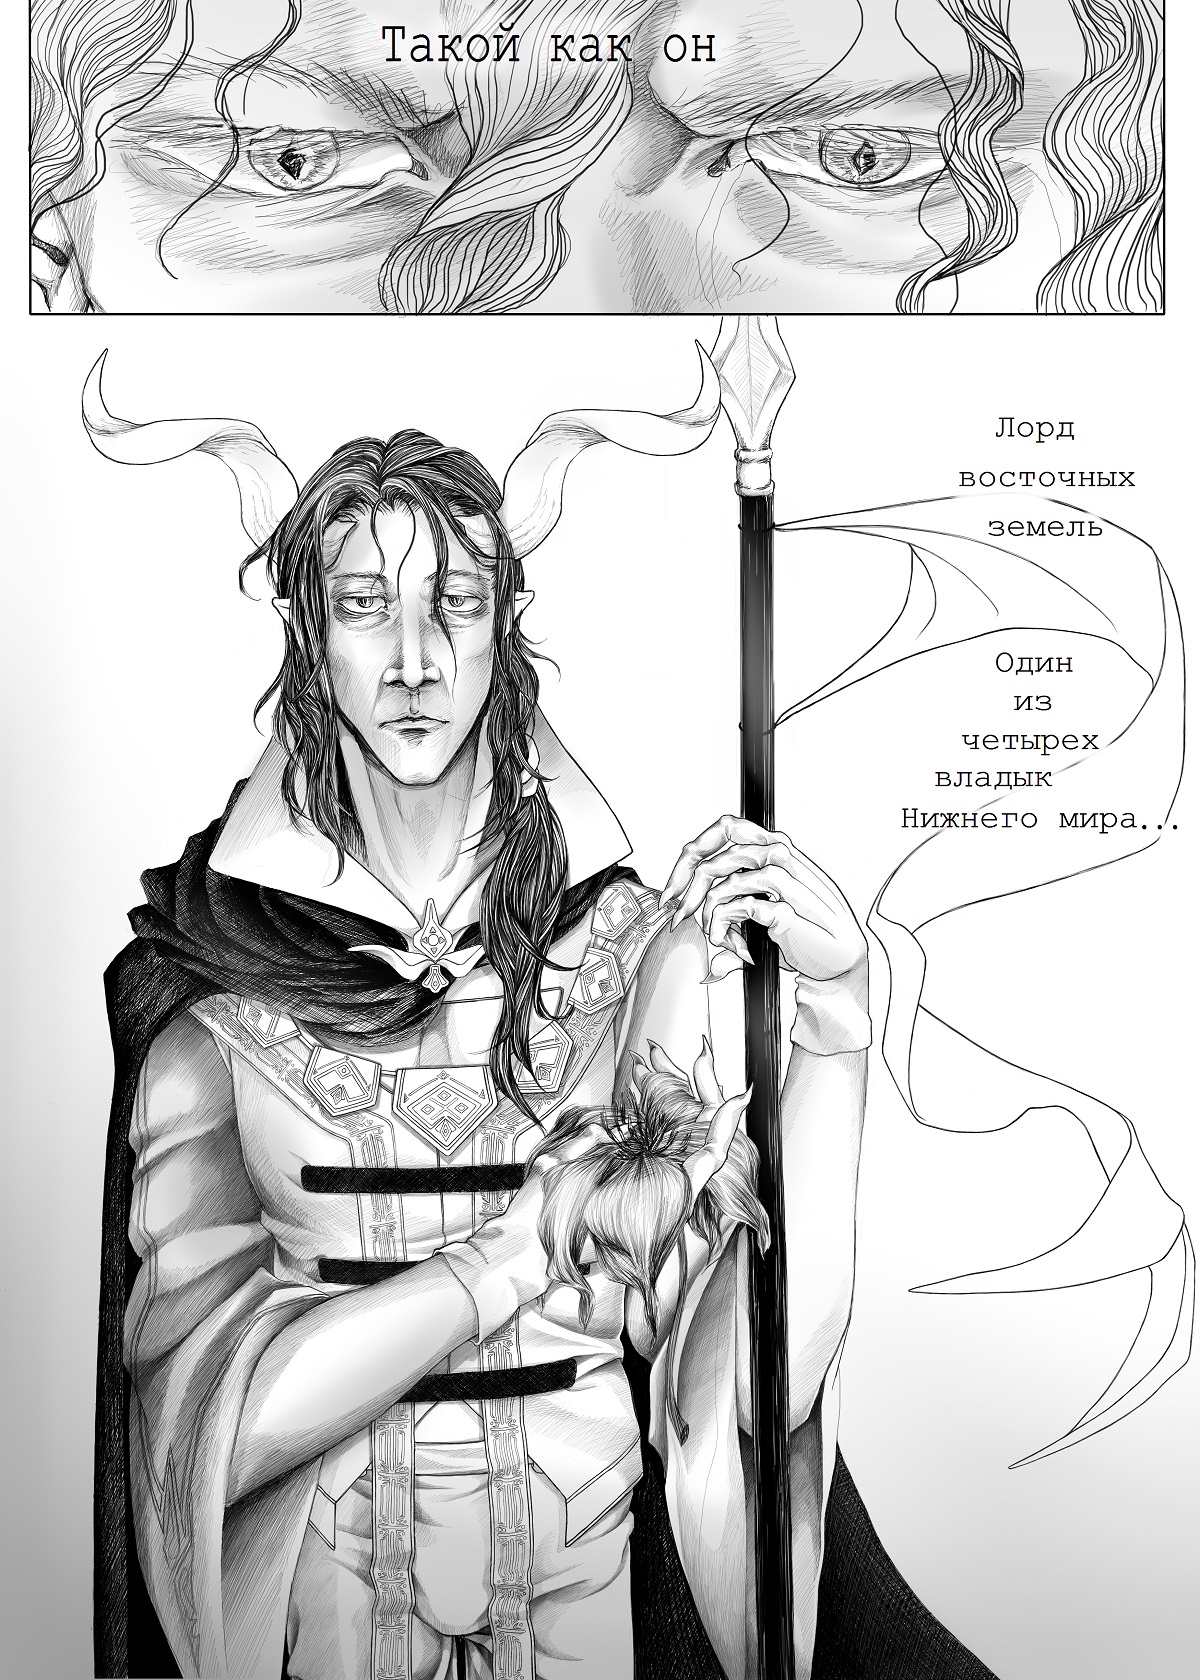 Такой как он
Лорд
восточных
земель
Один
из
четырех
владык
Нижнего мира...